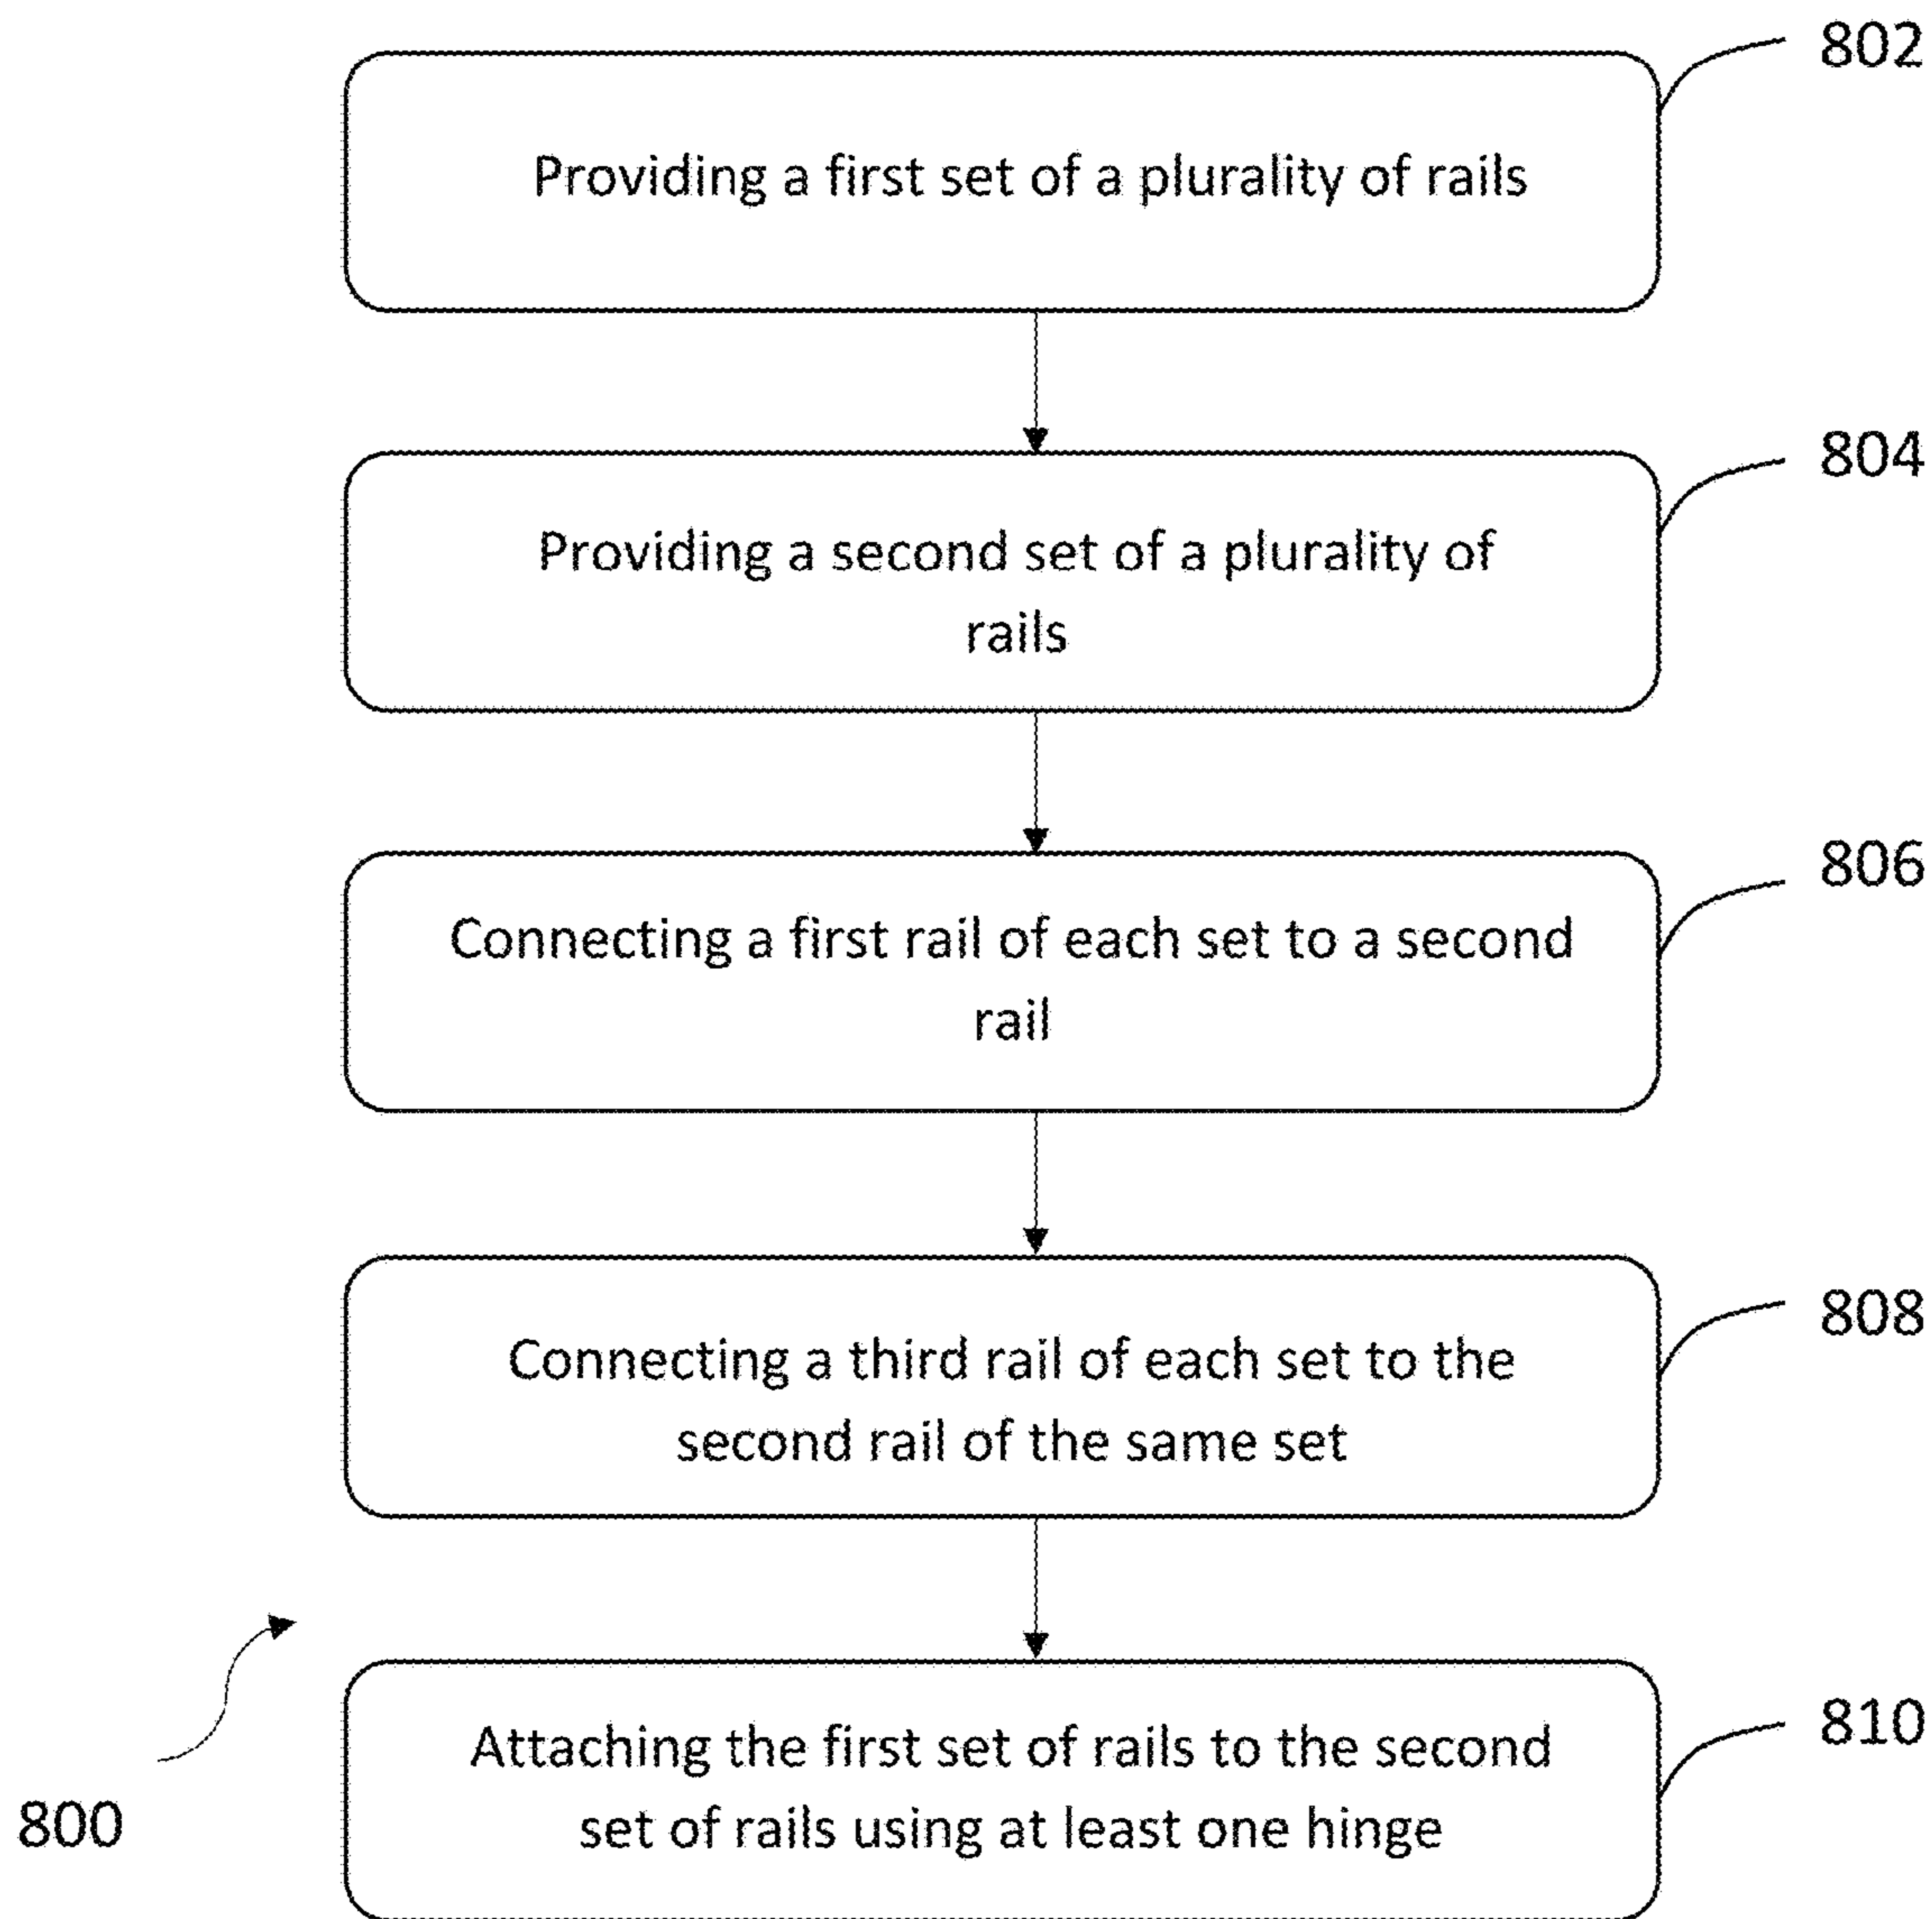 802
Providing a first set of a plurality of rails
804
Providing a second set of a plurality of
rails
806
Connecting a first rail of each set to a second
rail
808
Connecting a third rail of each set to the
second rail of the same set
810
Attaching the first set of rails to the second
set of rails using at least one hinge
800